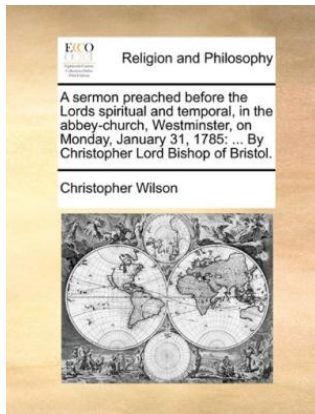 ECCO
Religion and Philosophy
A sermon preached before the
Lords spiritual and temporal, in the
abbey-church, Westminster, on
Monday, January 31, 1785: ... By
Christopher Lord Bishop of Bristol.
Christopher Wilson